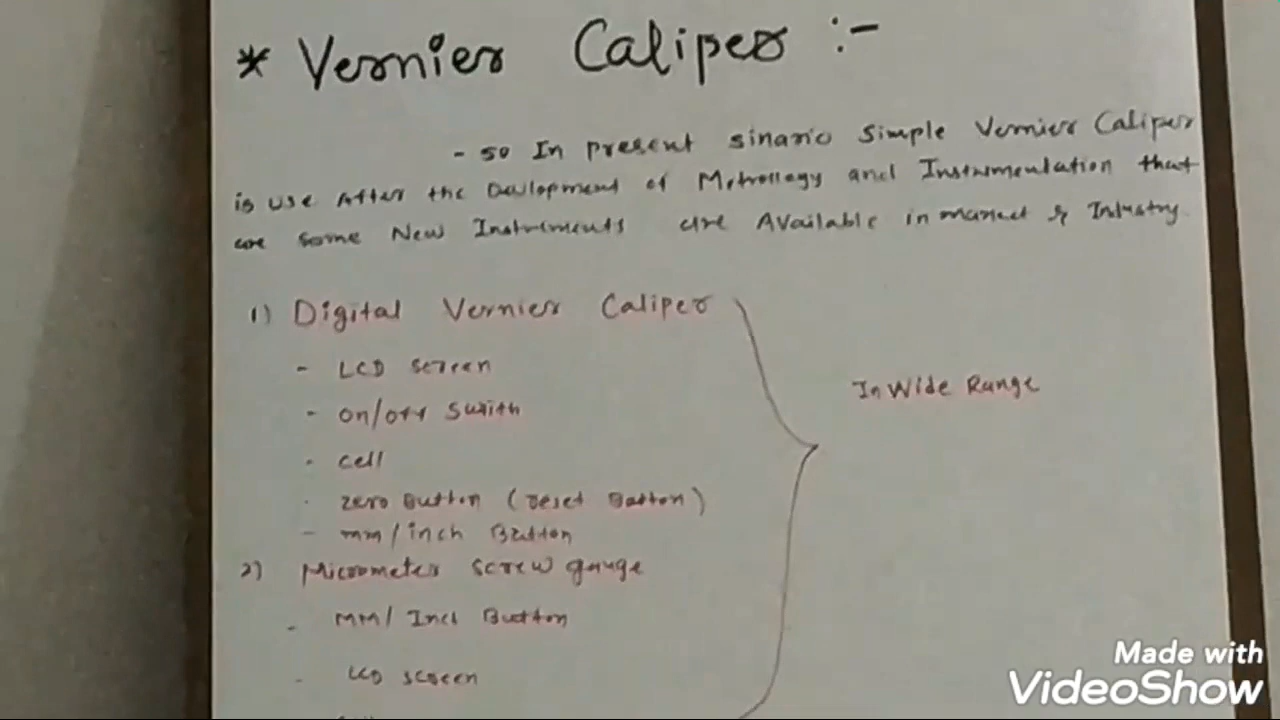 * Vernier Caliper :-
- so In present sinario simple Vernier Caliper
is use After the Devlopment of Metrollogy and Instrumentation that
are some New Instruments are Available in market & Industry.
1) Digital Vernier Caliper
- LCD screen
- on/off swith
- cell
- zero Button (reset Button)
- mm/inch Button
In Wide Range
2) Micrometer screw gauge
- MM/Inch Button
- LCD screen
Made with
VideoShow